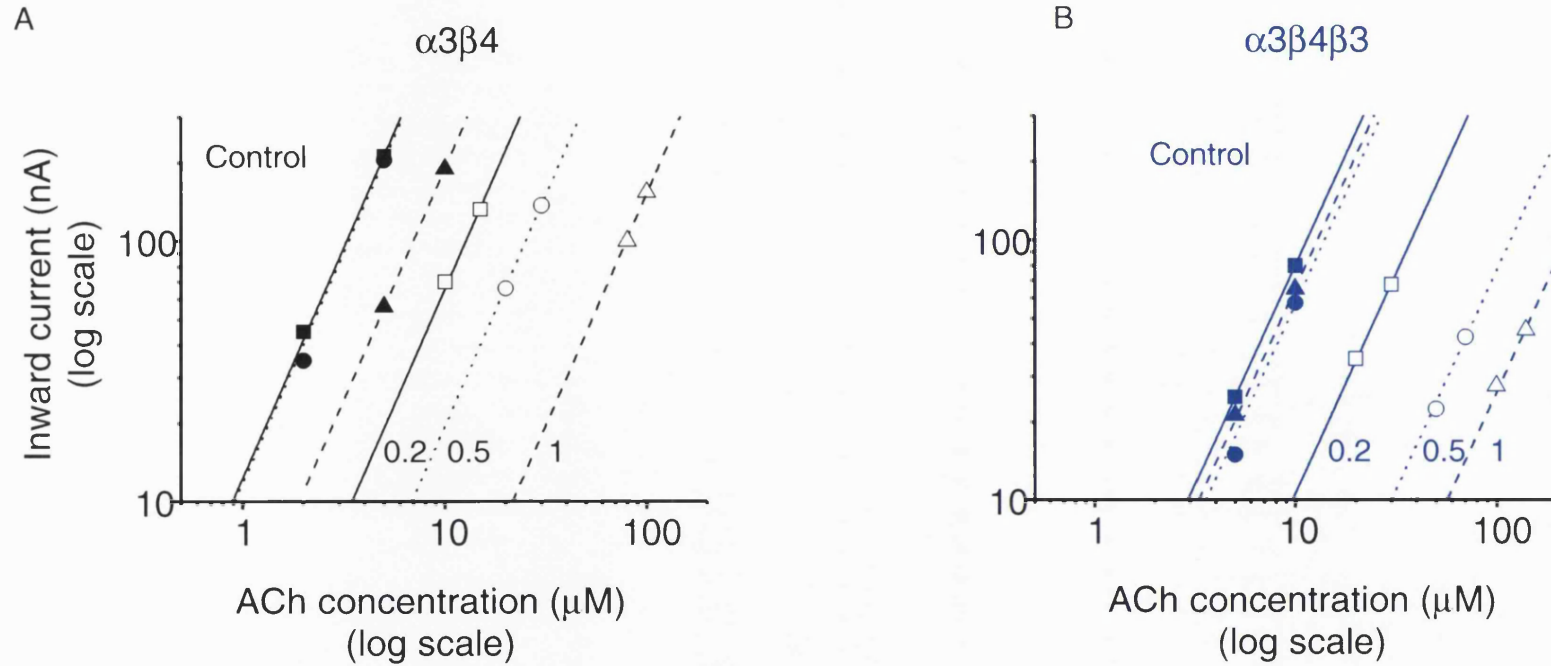 A
α3β4
Control
Inward current (nA)
(log scale)
100
10
0.2
0.5
1
1
10
100
ACh concentration (μM)
(log scale)
B
α3β4β3
Control
100
10
0.2
0.5
1
1
10
100
ACh concentration (μM)
(log scale)